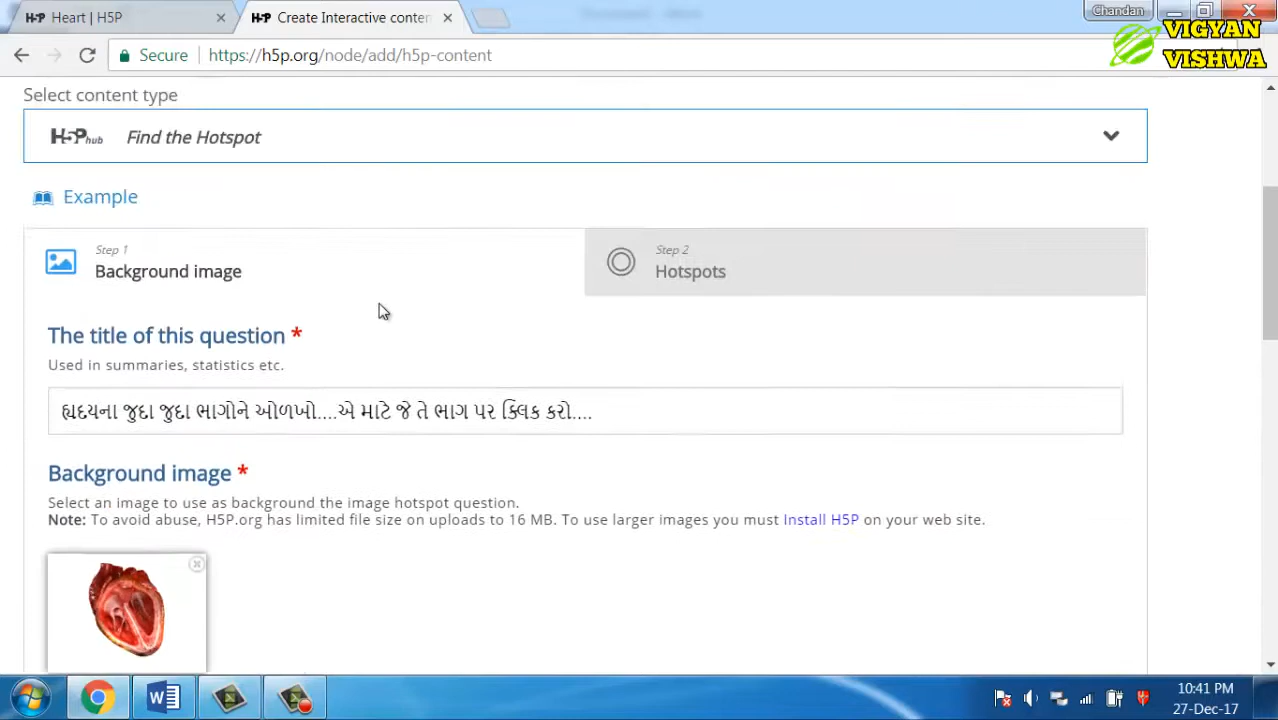 Heart | H5P
Create Interactive conten
Chandan
VIGYAN
VISHWA
Secure
https://h5p.org/node/add/h5p-content
Select content type
H5P hub
Find the Hotspot
Example
Step 1
Background image
Step 2
Hotspots
The title of this question *
Used in summaries, statistics etc.
હ્યદયના જુદા જુદા ભાગોને ઓળખો....એ માટે જે તે ભાગ પર ક્લિક કરો....
Background image *
Select an image to use as background the image hotspot question.
Note: To avoid abuse, H5P.org has limited file size on uploads to 16 MB. To use larger images you must Install H5P on your web site.
10:41 PM
27-Dec-17